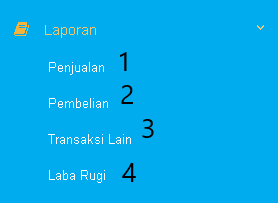 Laporan
Penjualan 1
Pembelian 2
Transaksi Lain 3
Laba Rugi 4